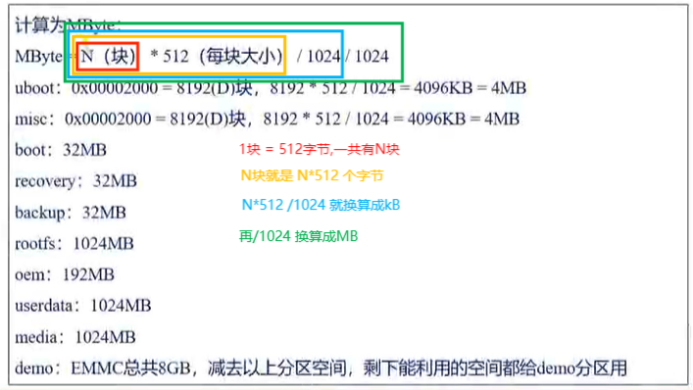 计算为MByte：
MByte = N（块） * 512（每块大小） / 1024 / 1024
uboot：0x00002000 = 8192(D)块，8192 * 512 / 1024 = 4096KB = 4MB
misc：0x00002000 = 8192(D)块，8192 * 512 / 1024 = 4096KB = 4MB
boot：32MB
1块 = 512字节,一共有N块
recovery：32MB
N块就是 N*512 个字节
backup：32MB
N*512 /1024 就换算成kB
rootfs：1024MB
再/1024 换算成MB
oem：192MB
userdata：1024MB
media：1024MB
demo：EMMC总共8GB，减去以上分区空间，剩下能利用的空间都给demo分区用